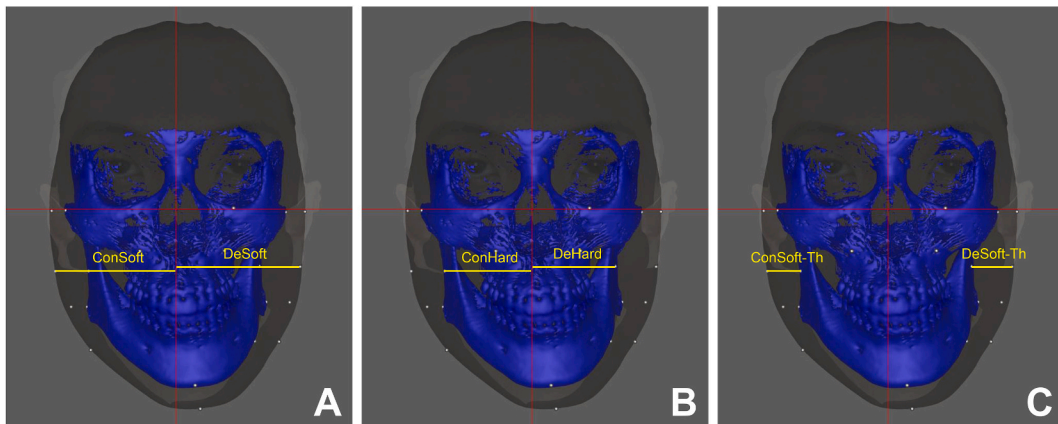 ConSoft
DeSoft
A
ConHard
DeHard
B
ConSoft-Th
DeSoft-Th
C